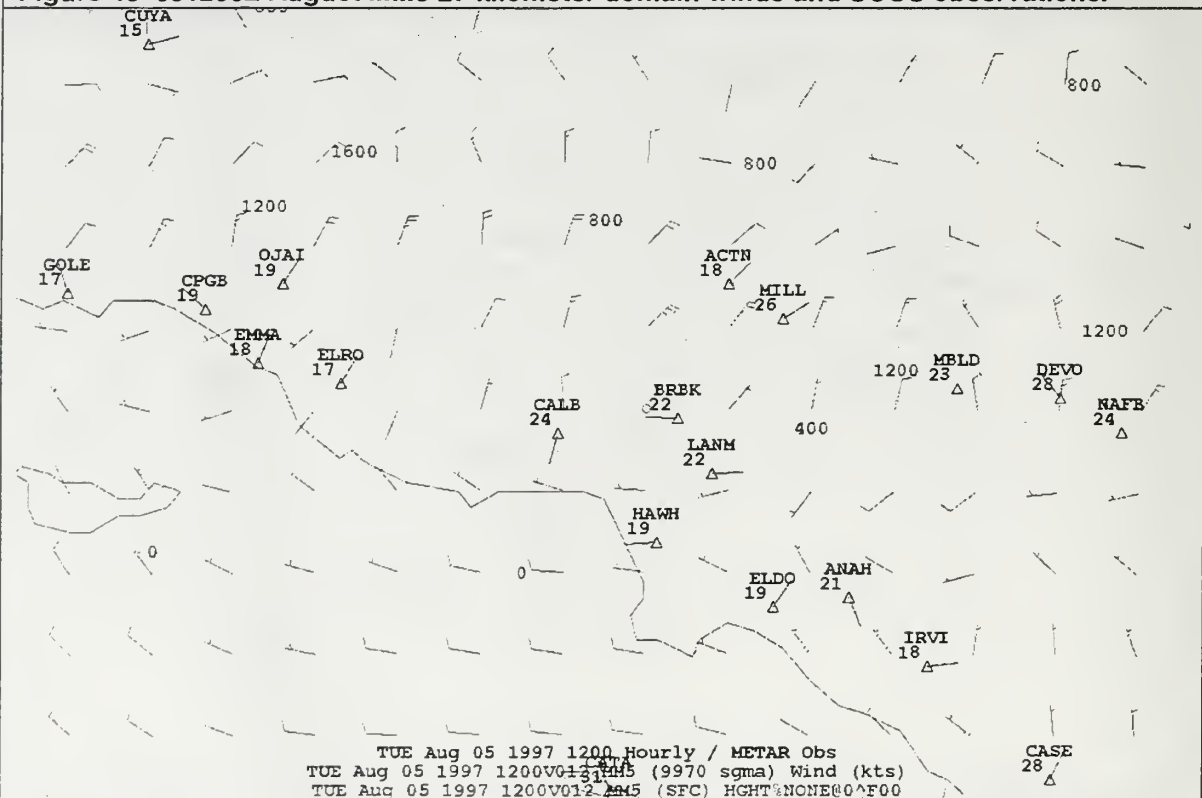 CUYA
15
800
1600
800
1200
800
GOLE
17
CPGB
19
OJAI
19
ACTN
18
MILL
26
EMMA
18
ELRO
17
1200
1200
MBLD
23
DEVO
28
NAFB
24
CALB
24
BRBK
22
400
LANM
22
HAWH
19
0
0
ELDO
19
ANAH
21
IRVI
18
CASE
28
TUE Aug 05 1997 1200 Hourly / METAR Obs
CATA
31
TUE Aug 05 1997 1200V012 MM5 (9970 sgma) Wind (kts)
TUE Aug 05 1997 1200V012 MM5 (SFC) HGHT%NONE@0^F00